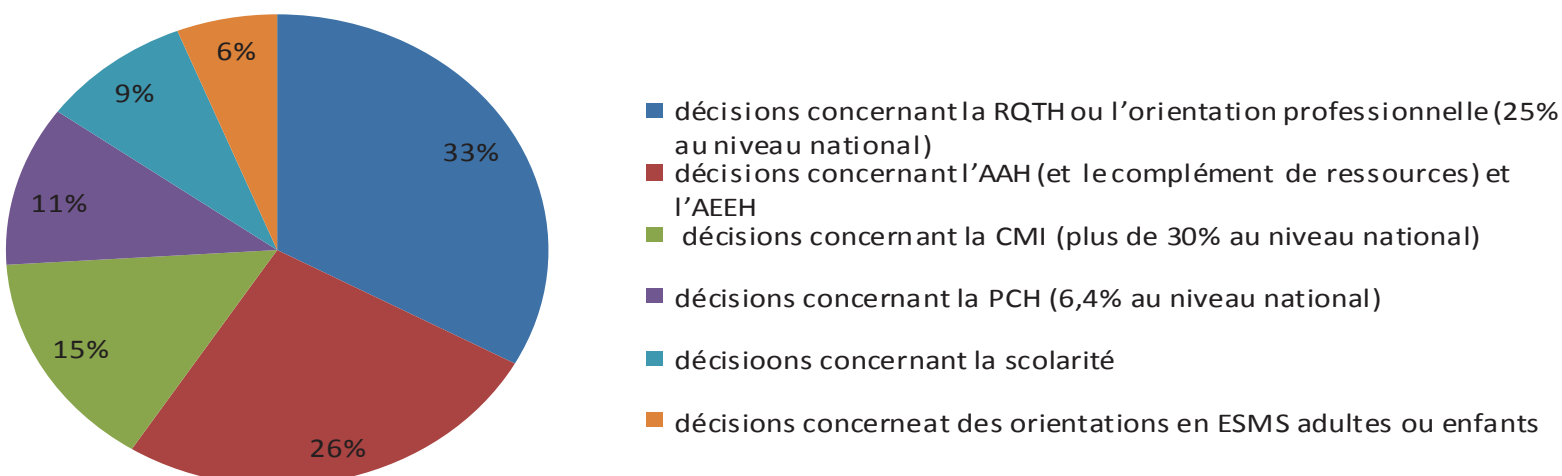 6%
9%
33%
11%
15%
26%
décisions concernant la RQTH ou l’orientation professionnelle (25%
au niveau national)
décisions concernant l’AAH (et le complément de ressources) et
l’AEEH
décisions concernant la CMI (plus de 30% au niveau national)
décisions concernant la PCH (6,4% au niveau national)
décisioons concernant la scolarité
décisions concerneat des orientations en ESMS adultes ou enfants